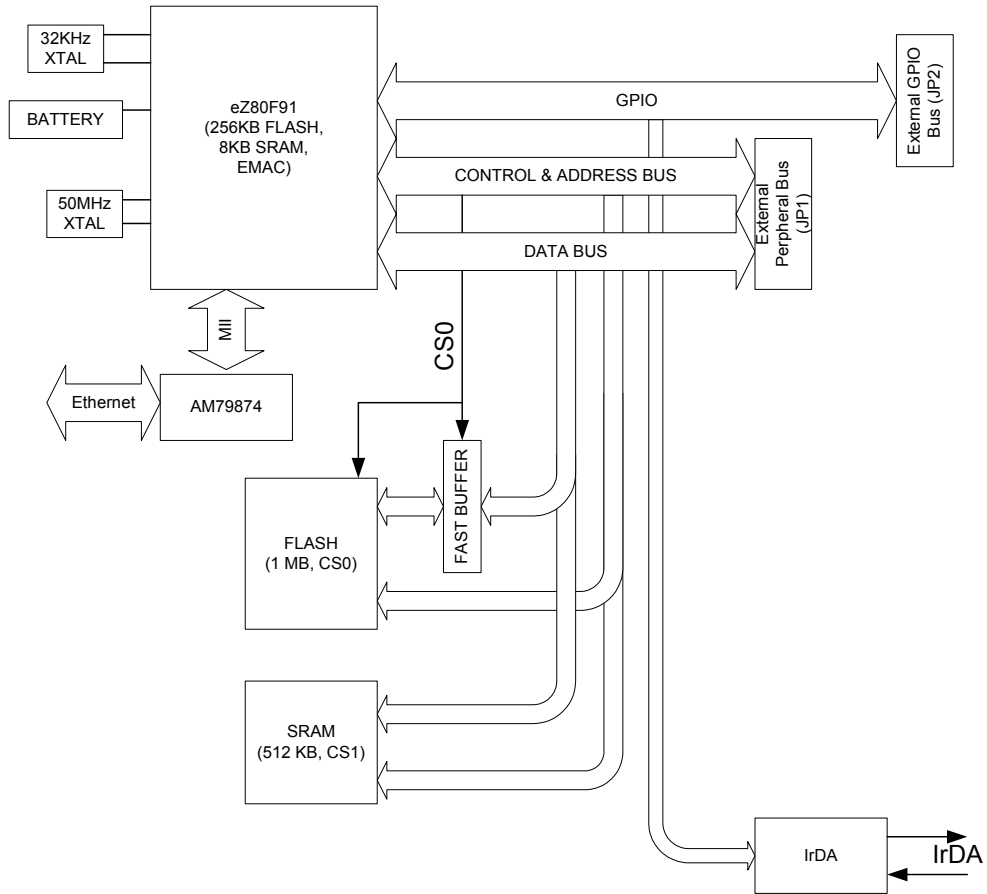 32KHz
XTAL
BATTERY
50MHz
XTAL
eZ80F91
(256KB FLASH,
8KB SRAM,
EMAC)
GPIO
External GPIO
Bus (JP2)
CONTROL & ADDRESS BUS
DATA BUS
External
Perpheral Bus
(JP1)
MII
Ethernet
AM79874
CS0
FAST BUFFER
FLASH
(1 MB, CS0)
SRAM
(512 KB, CS1)
IrDA
IrDA